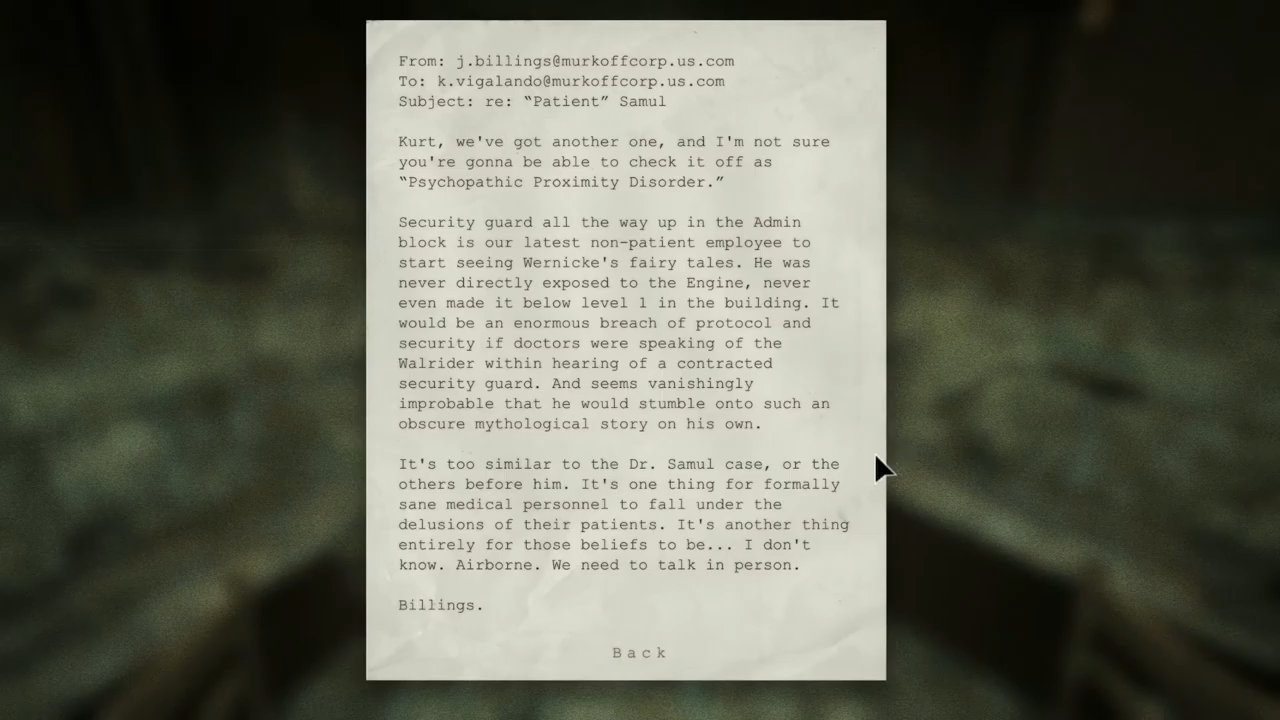 From: j.billings@murkoffcorp.us.com
To: k.vigalando@murkoffcorp.us.com
Subject: re: “Patient” Samul
Kurt, we've got another one, and I'm not sure
you're gonna be able to check it off as
“Psychopathic Proximity Disorder.”
Security guard all the way up in the Admin
block is our latest non-patient employee to
start seeing Wernicke's fairy tales. He was
never directly exposed to the Engine, never
even made it below level 1 in the building. It
would be an enormous breach of protocol and
security if doctors were speaking of the
Walrider within hearing of a contracted
security guard. And seems vanishingly
improbable that he would stumble onto such an
obscure mythological story on his own.
It's too similar to the Dr. Samul case, or the
others before him. It's one thing for formally
sane medical personnel to fall under the
delusions of their patients. It's another thing
entirely for those beliefs to be... I don't
know. Airborne. We need to talk in person.
Billings.
Back